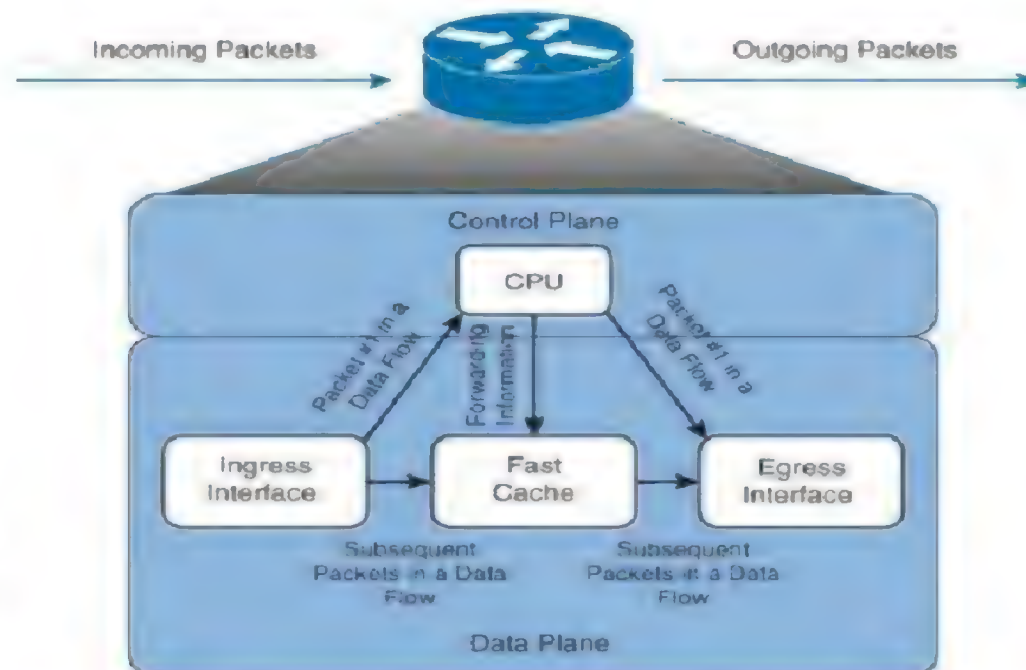 Incoming Packets
Outgoing Packets
Control Plane
CPU
Packet #1 in a
Data Flow
Forwarding
Information
Packet #1 in a
Data Flow
Ingress
Interface
Fast
Cache
Egress
Interface
Subsequent
Packets in a Data
Flow
Subsequent
Packets in a Data
Flow
Data Plane